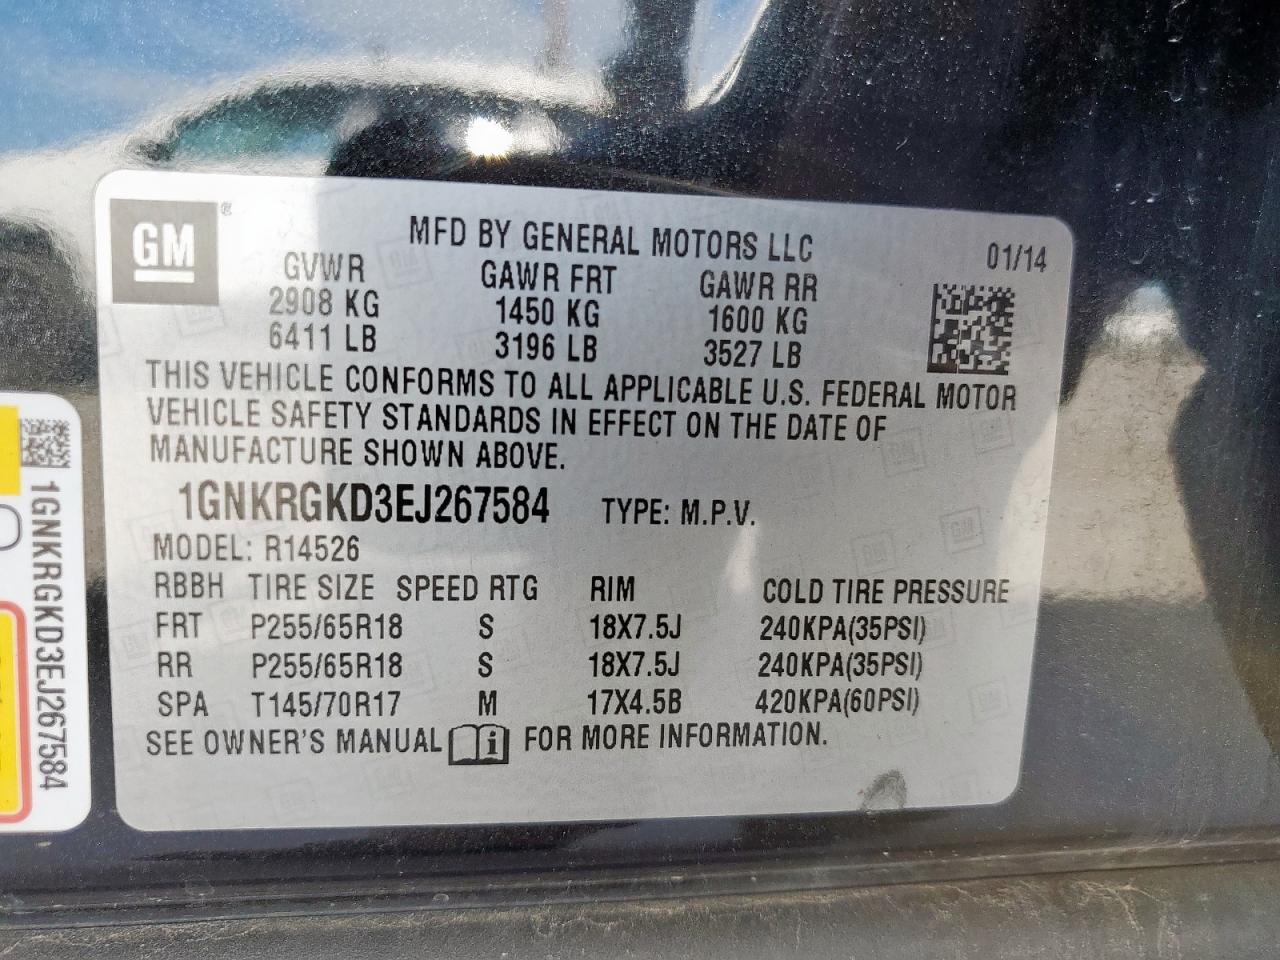 GM®
MFD BY GENERAL MOTORS LLC
01/14
GVWR GAWR FRT GAWR RR
2908 KG 1450 KG 1600 KG
6411 LB 3196 LB 3527 LB
THIS VEHICLE CONFORMS TO ALL APPLICABLE U.S. FEDERAL MOTOR
VEHICLE SAFETY STANDARDS IN EFFECT ON THE DATE OF
MANUFACTURE SHOWN ABOVE.
1GNKRGKD3EJ267584 TYPE: M.P.V.
MODEL: R14526
RBBH TIRE SIZE SPEED RTG RIM COLD TIRE PRESSURE
FRT P255/65R18 S 18X7.5J 240KPA(35PSI)
RR P255/65R18 S 18X7.5J 240KPA(35PSI)
SPA T145/70R17 M 17X4.5B 420KPA(60PSI)
SEE OWNER'S MANUAL i FOR MORE INFORMATION.
1GNKRGKD3EJ267584